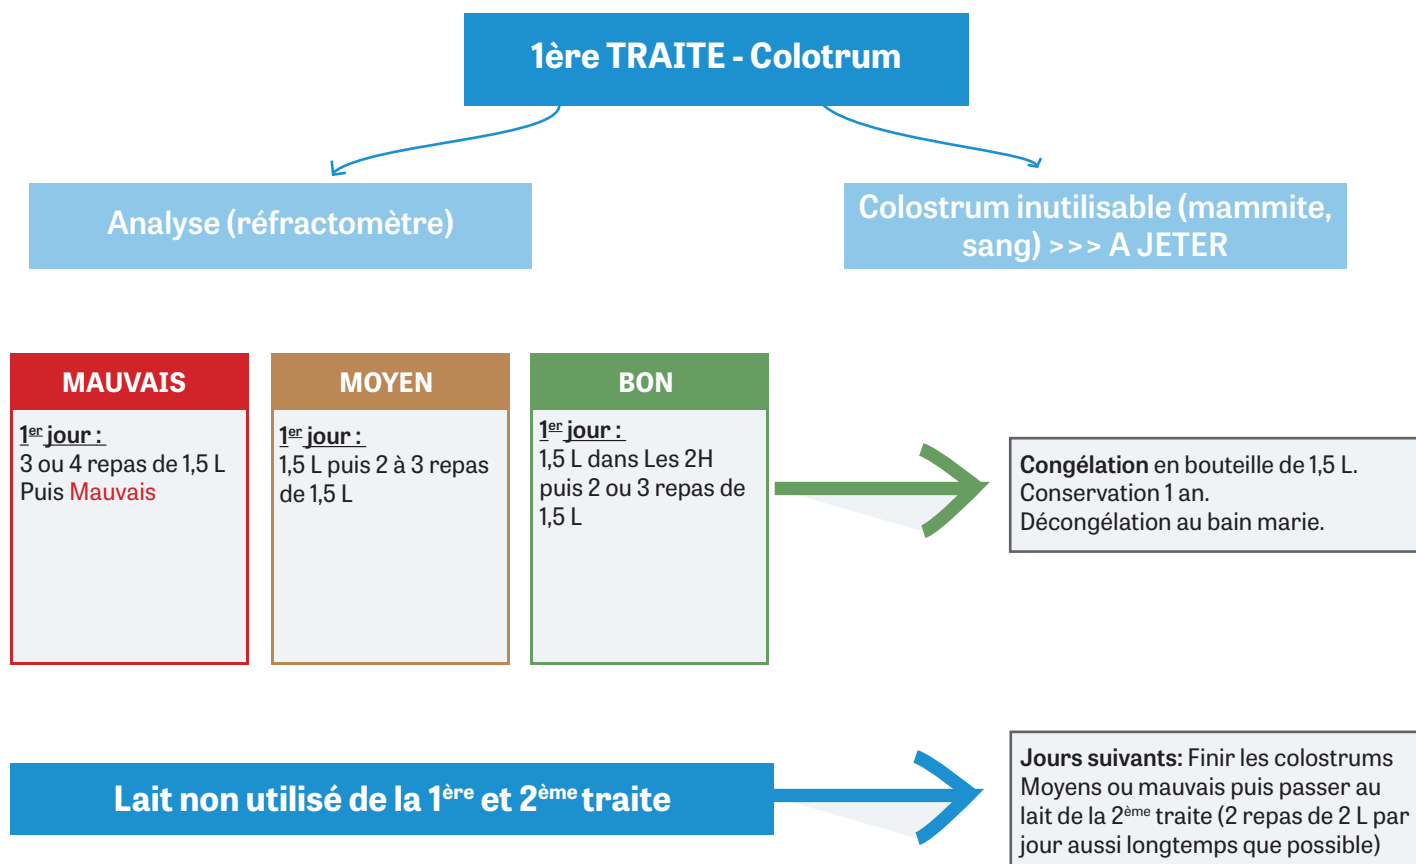 1ère TRAITE - Colotrum
Analyse (réfractomètre)
Colostrum inutilisable (mammite,
sang) >>> A JETER
MAUVAIS
1er jour :
3 ou 4 repas de 1,5 L
Puis Mauvais
MOYEN
1er jour :
1,5 L puis 2 à 3 repas
de 1,5 L
BON
1er jour :
1,5 L dans Les 2H
puis 2 ou 3 repas de
1,5 L
Congélation en bouteille de 1,5 L.
Conservation 1 an.
Décongélation au bain marie.
Lait non utilisé de la 1ère et 2ème traite
Jours suivants: Finir les colostrums
Moyens ou mauvais puis passer au
lait de la 2ème traite (2 repas de 2 L par
jour aussi longtemps que possible)